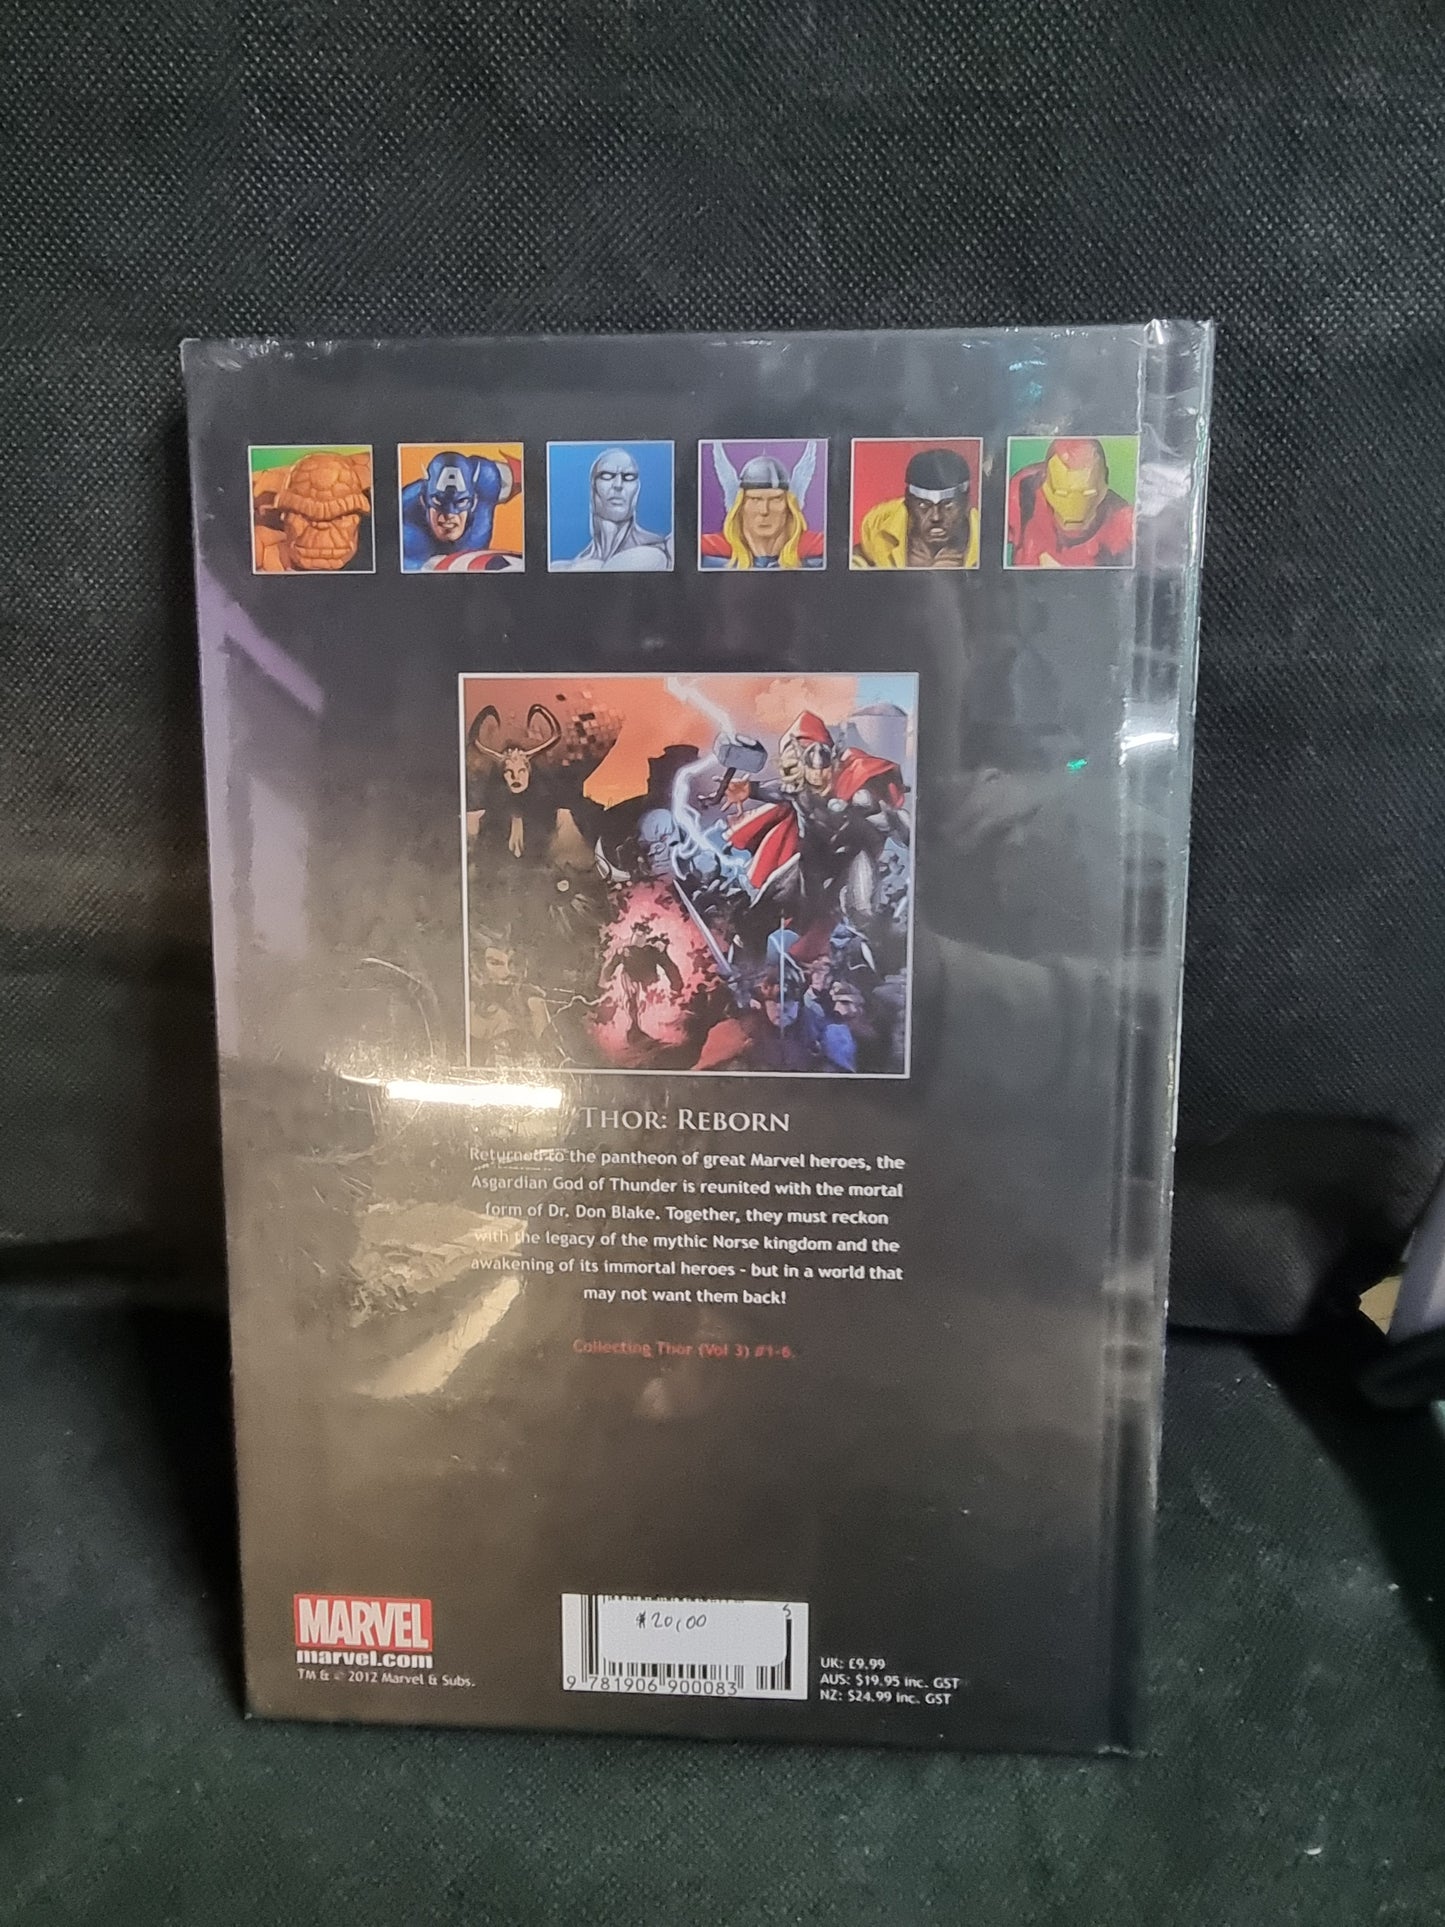 THOR: REBORN
Returned to the pantheon of great Marvel heroes, the
Asgardian God of Thunder is reunited with the mortal
form of Dr. Don Blake. Together, they must reckon
with the legacy of the mythic Norse kingdom and the
awakening of its immortal heroes - but in a world that
may not want them back!
Collecting Thor (Vol 3) #1-6.
MARVEL
marvel.com
TM & © 2012 Marvel & Subs.
$20,00
5
9 781906 900083
UK: £9.99
AUS: $19.95 inc. GST
NZ: $24.99 inc. GST